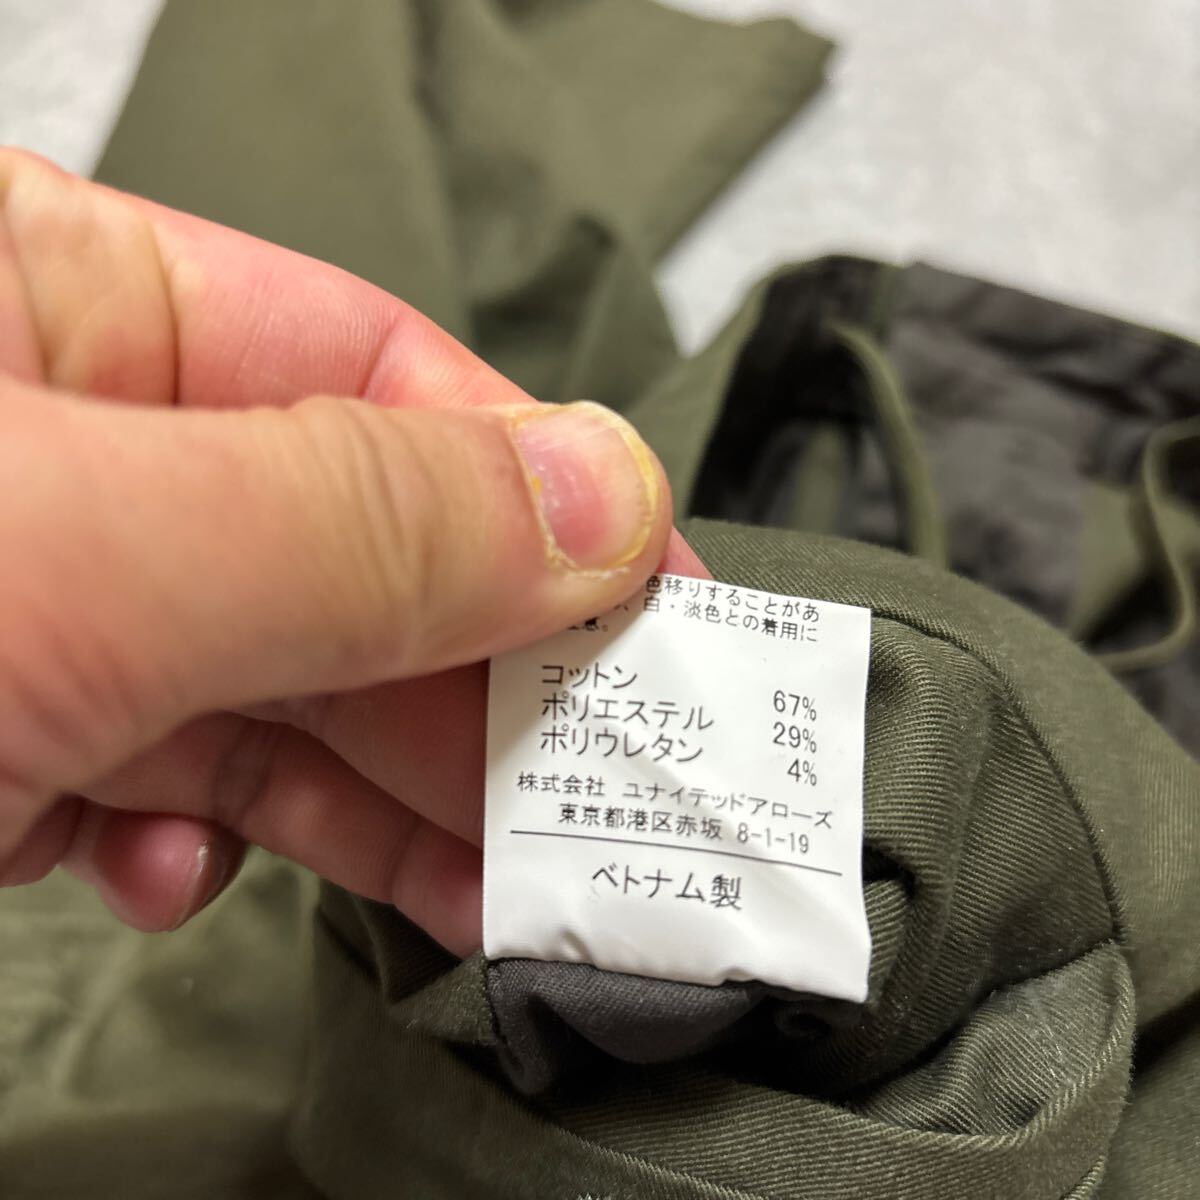 色移りすることがあ
、白・淡色との着用に
意。
コットン 67%
ポリエステル 29%
ポリウレタン 4%
株式会社 ユナイテッドアローズ
東京都港区赤坂 8-1-19
ベトナム製